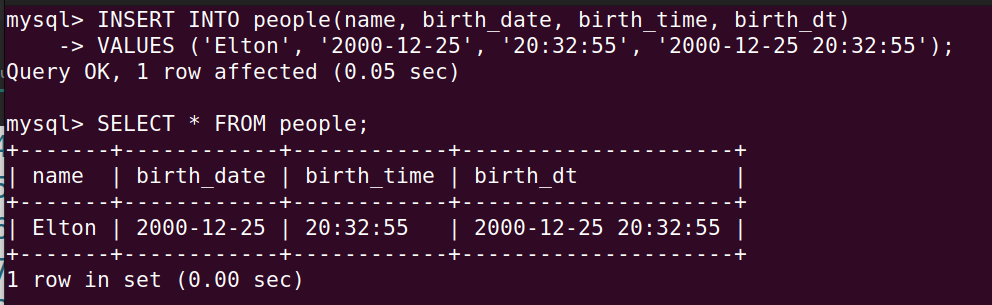 mysql> INSERT INTO people(name, birth_date, birth_time, birth_dt)
    -> VALUES ('Elton', '2000-12-25', '20:32:55', '2000-12-25 20:32:55');
Query OK, 1 row affected (0.05 sec)

mysql> SELECT * FROM people;
+-------+------------+------------+---------------------+
| name  | birth_date | birth_time | birth_dt            |
+-------+------------+------------+---------------------+
| Elton | 2000-12-25 | 20:32:55   | 2000-12-25 20:32:55 |
+-------+------------+------------+---------------------+
1 row in set (0.00 sec)